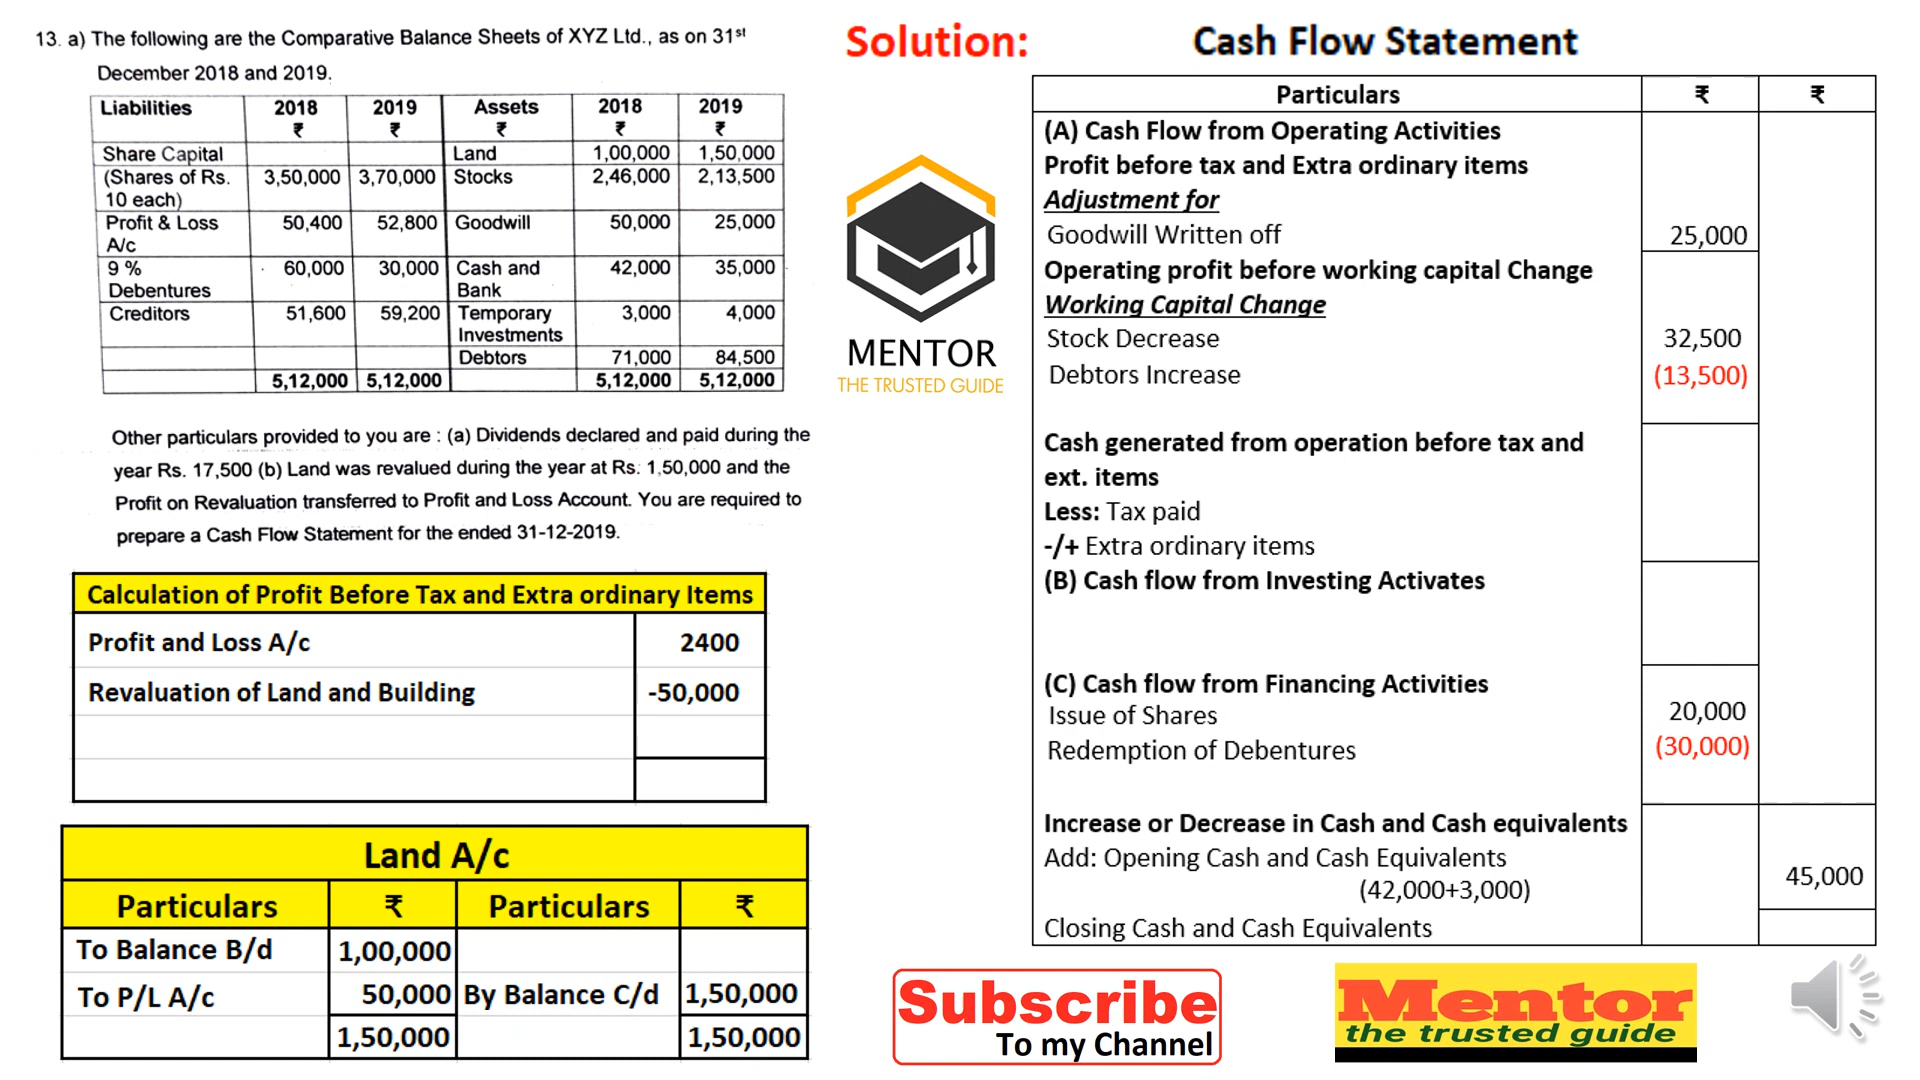 13. a) The following are the Comparative Balance Sheets of XYZ Ltd., as on 31st
December 2018 and 2019.
Liabilities 2018 2019 Assets 2018 2019
₹ ₹ ₹ ₹ ₹
Share Capital Land 1,00,000 1,50,000
(Shares of Rs. 3,50,000 3,70,000 Stocks 2,46,000 2,13,500
10 each)
Profit & Loss 50,400 52,800 Goodwill 50,000 25,000
A/c
9 % 60,000 30,000 Cash and 42,000 35,000
Debentures Bank
Creditors 51,600 59,200 Temporary 3,000 4,000
Investments
Debtors 71,000 84,500
5,12,000 5,12,000 5,12,000 5,12,000
Other particulars provided to you are : (a) Dividends declared and paid during the
year Rs. 17,500 (b) Land was revalued during the year at Rs. 1,50,000 and the
Profit on Revaluation transferred to Profit and Loss Account. You are required to
prepare a Cash Flow Statement for the ended 31-12-2019.
Calculation of Profit Before Tax and Extra ordinary Items
Profit and Loss A/c 2400
Revaluation of Land and Building -50,000
Land A/c
Particulars ₹ Particulars ₹
To Balance B/d 1,00,000
To P/L A/c 50,000 By Balance C/d 1,50,000
1,50,000 1,50,000
MENTOR
THE TRUSTED GUIDE
Solution: Cash Flow Statement
Particulars ₹ ₹
(A) Cash Flow from Operating Activities
Profit before tax and Extra ordinary items
Adjustment for
Goodwill Written off 25,000
Operating profit before working capital Change
Working Capital Change
Stock Decrease 32,500
Debtors Increase (13,500)
Cash generated from operation before tax and
ext. items
Less: Tax paid
-/+ Extra ordinary items
(B) Cash flow from Investing Activates
(C) Cash flow from Financing Activities
Issue of Shares 20,000
Redemption of Debentures (30,000)
Increase or Decrease in Cash and Cash equivalents
Add: Opening Cash and Cash Equivalents 45,000
(42,000+3,000)
Closing Cash and Cash Equivalents
Subscribe
To my Channel
Mentor
the trusted guide